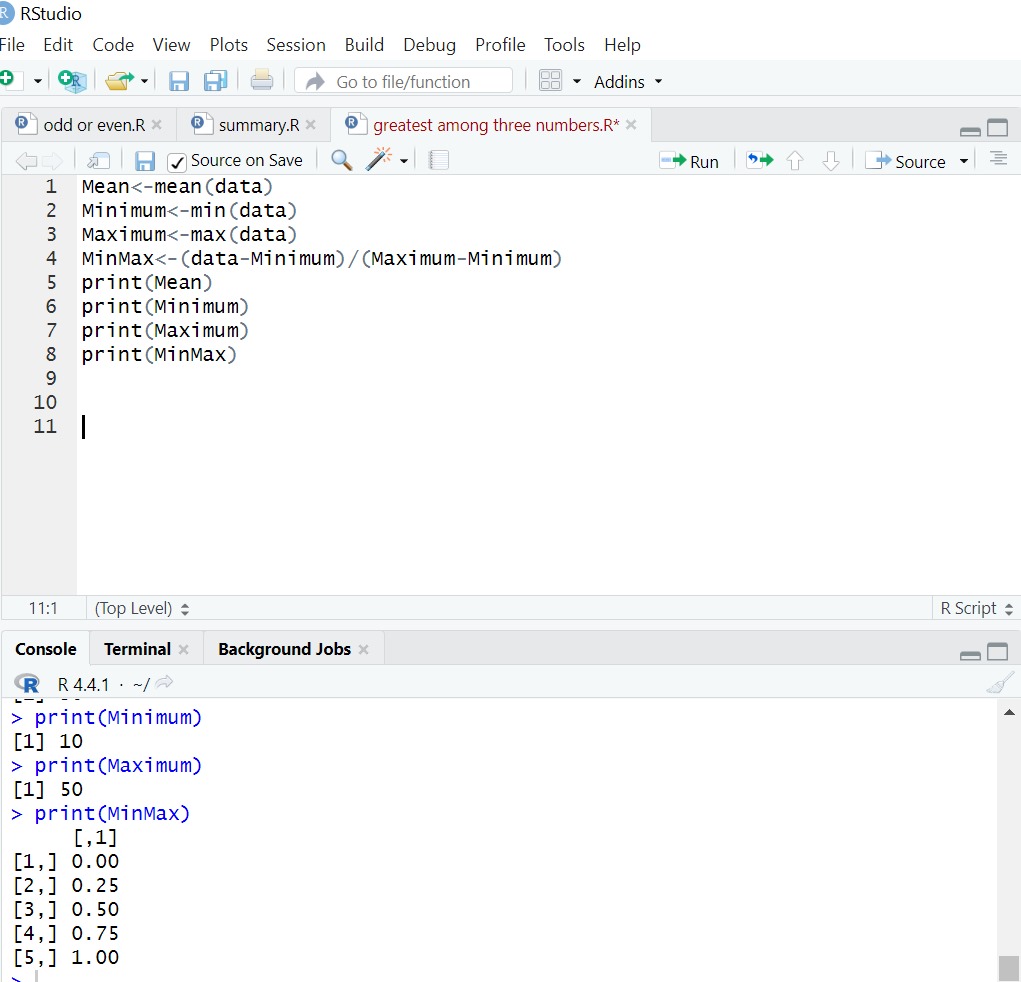 RStudio
File Edit Code View Plots Session Build Debug Profile Tools Help
Go to file/function Addins
odd or even.R summary.R greatest among three numbers.R*
Source on Save Run Source
1 Mean<-mean(data)
2 Minimum<-min(data)
3 Maximum<-max(data)
4 MinMax<-(data-Minimum)/(Maximum-Minimum)
5 print(Mean)
6 print(Minimum)
7 print(Maximum)
8 print(MinMax)
9
10
11
11:1 (Top Level) R Script
Console Terminal Background Jobs
R R 4.4.1 · ~/
> print(Minimum)
[1] 10
> print(Maximum)
[1] 50
> print(MinMax)
[,1]
[1,] 0.00
[2,] 0.25
[3,] 0.50
[4,] 0.75
[5,] 1.00
>